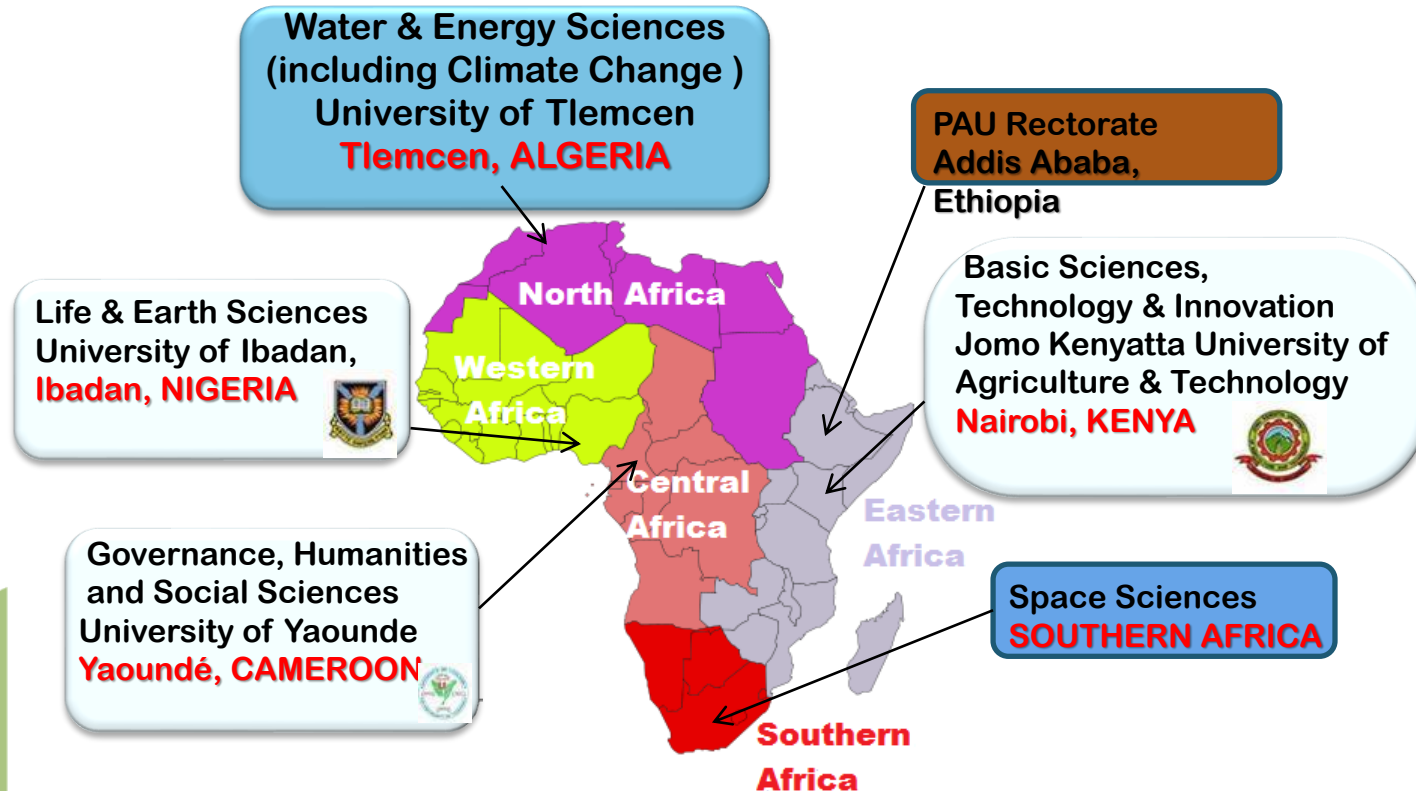 Water & Energy Sciences
(including Climate Change )
University of Tlemcen
Tlemcen, ALGERIA
PAU Rectorate
Addis Ababa,
Ethiopia
Life & Earth Sciences
University of Ibadan,
Ibadan, NIGERIA
North Africa
Western
Africa
Central
Africa
Eastern
Africa
Southern
Africa
Basic Sciences,
Technology & Innovation
Jomo Kenyatta University of
Agriculture & Technology
Nairobi, KENYA
Governance, Humanities
and Social Sciences
University of Yaounde
Yaoundé, CAMEROON
Space Sciences
SOUTHERN AFRICA